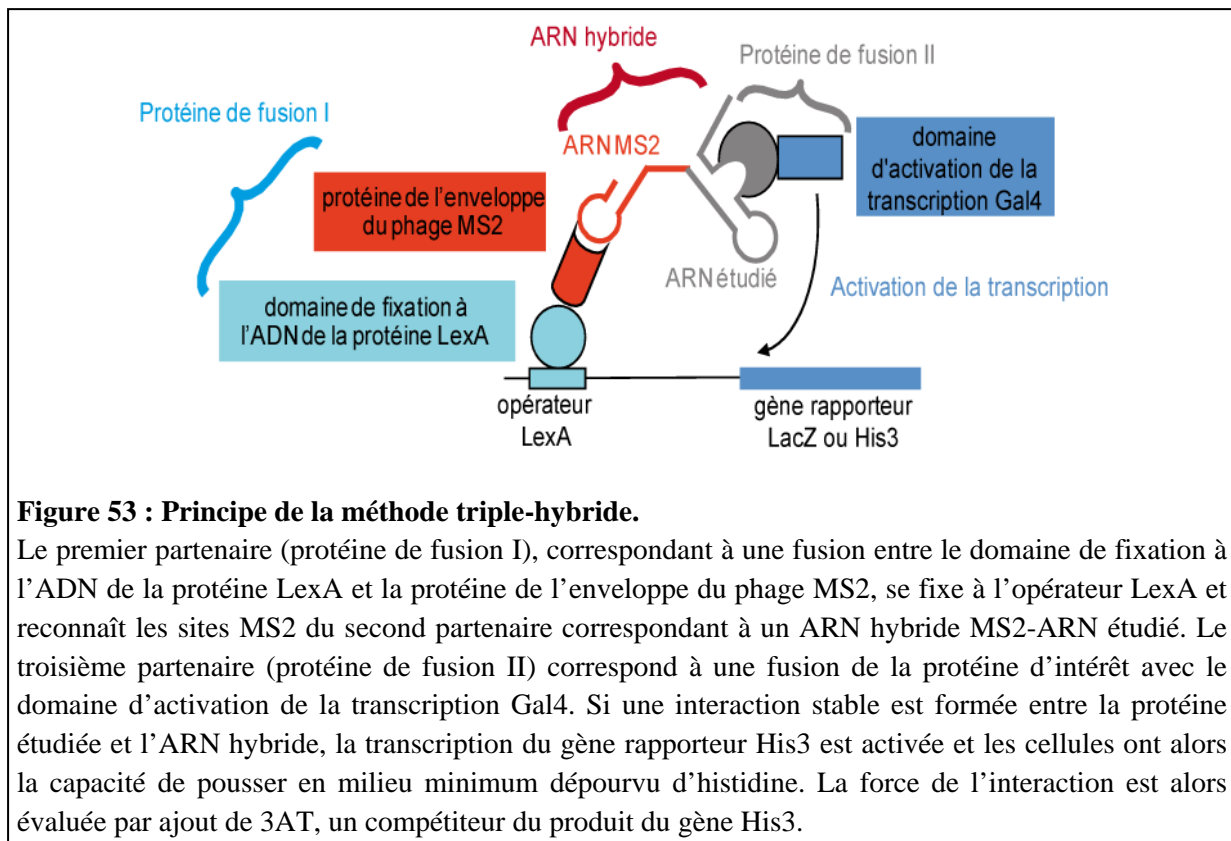 ARN hybride
Protéine de fusion II
Protéine de fusion I
ARN MS2
domaine
d'activation de la
transcription Gal4
protéine de l'enveloppe
du phage MS2
ARN étudié
Activation de la transcription
domaine de fixation à
l'ADN de la protéine LexA
opérateur
LexA
gène rapporteur
LacZ ou His3
Figure 53 : Principe de la méthode triple-hybride.
Le premier partenaire (protéine de fusion I), correspondant à une fusion entre le domaine de fixation à
l'ADN de la protéine LexA et la protéine de l'enveloppe du phage MS2, se fixe à l'opérateur LexA et
reconnaît les sites MS2 du second partenaire correspondant à un ARN hybride MS2-ARN étudié. Le
troisième partenaire (protéine de fusion II) correspond à une fusion de la protéine d'intérêt avec le
domaine d'activation de la transcription Gal4. Si une interaction stable est formée entre la protéine
étudiée et l'ARN hybride, la transcription du gène rapporteur His3 est activée et les cellules ont alors
la capacité de pousser en milieu minimum dépourvu d'histidine. La force de l'interaction est alors
évaluée par ajout de 3AT, un compétiteur du produit du gène His3.